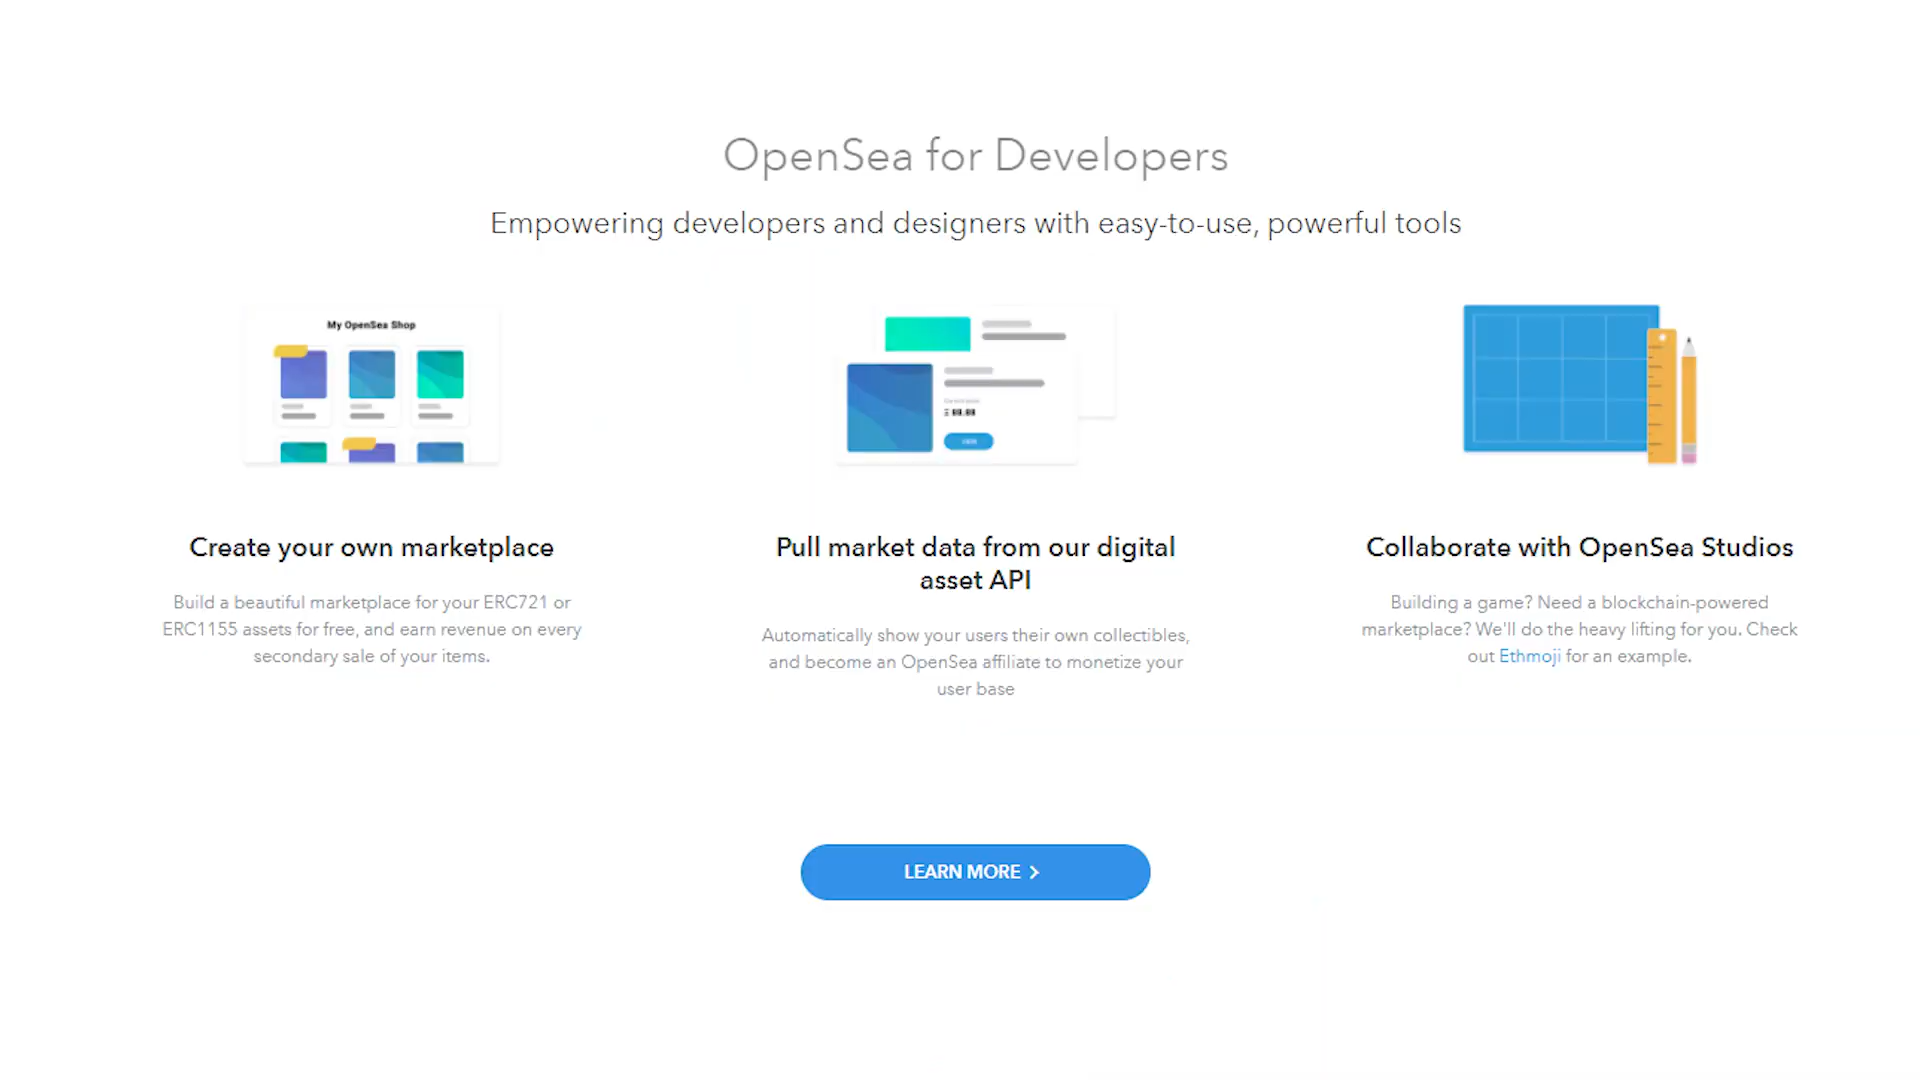 OpenSea for Developers
Empowering developers and designers with easy-to-use, powerful tools
My OpenSea Shop
Create your own marketplace
Build a beautiful marketplace for your ERC721 or
ERC1155 assets for free, and earn revenue on every
secondary sale of your items.
Pull market data from our digital
asset API
Automatically show your users their own collectibles,
and become an OpenSea affiliate to monetize your
user base
Collaborate with OpenSea Studios
Building a game? Need a blockchain-powered
marketplace? We'll do the heavy lifting for you. Check
out Ethmoji for an example.
LEARN MORE >